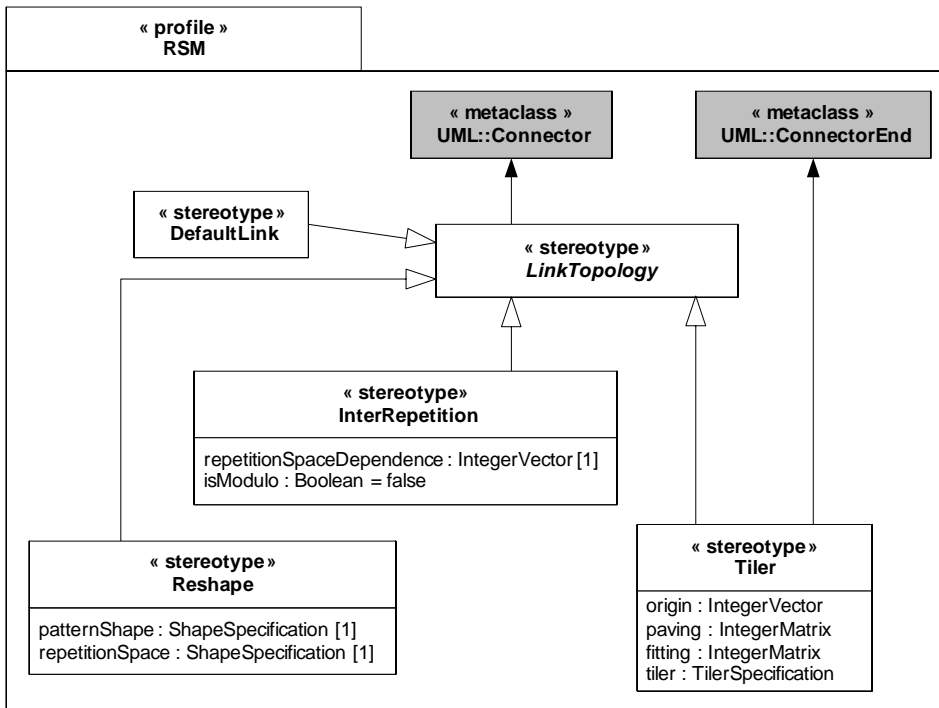 « profile »
RSM
« metaclass »
UML::Connector
« metaclass »
UML::ConnectorEnd
« stereotype »
DefaultLink
« stereotype »
LinkTopology
« stereotype »
InterRepetition
repetitionSpaceDependence : IntegerVector [1]
isModulo : Boolean = false
« stereotype »
Reshape
patternShape : ShapeSpecification [1]
repetitionSpace : ShapeSpecification [1]
« stereotype »
Tiler
origin : IntegerVector
paving : IntegerMatrix
fitting : IntegerMatrix
tiler : TilerSpecification